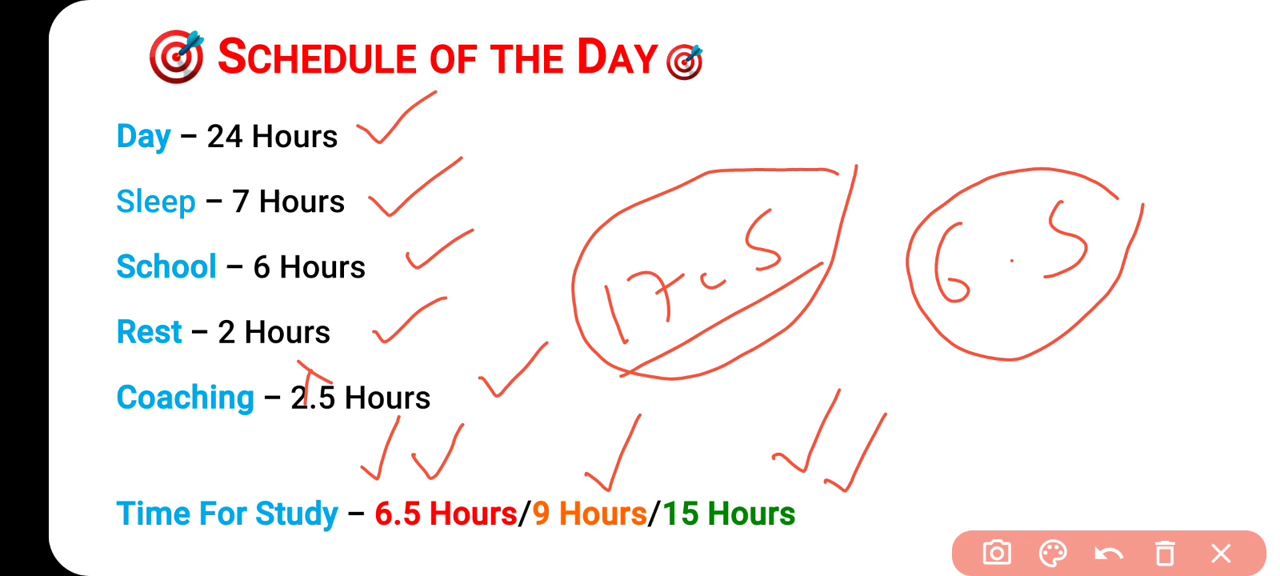 SCHEDULE OF THE DAY
Day – 24 Hours
Sleep – 7 Hours
School – 6 Hours
Rest – 2 Hours
Coaching – 2.5 Hours
17.5
6.5
Time For Study – 6.5 Hours/9 Hours/15 Hours